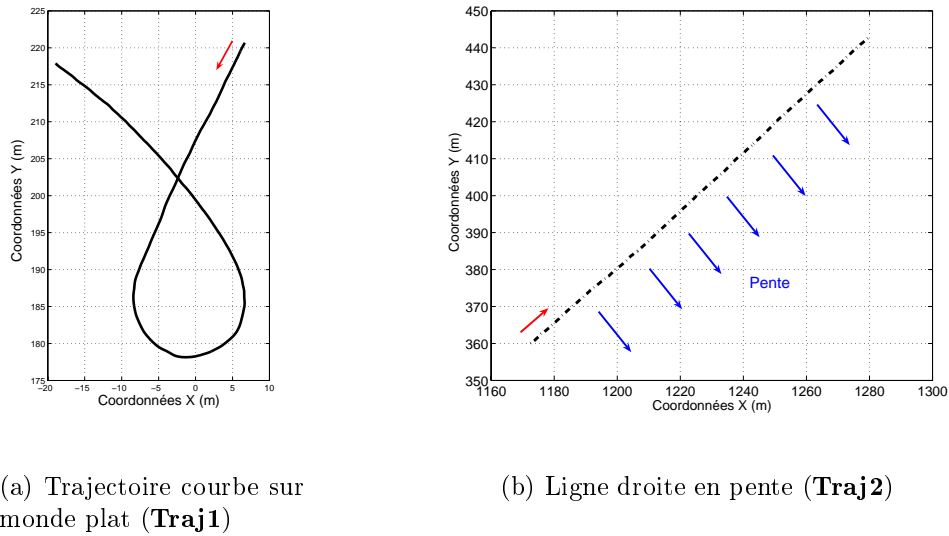 225
220
215
210
205
200
195
190
185
180
175
−20 −15 −10 −5 0 5 10
Coordonnées Y (m)
Coordonnées X (m)
450
440
430
420
410
400
390
380
370
360
350
1160 1180 1200 1220 1240 1260 1280 1300
Coordonnées Y (m)
Coordonnées X (m)
Pente
(a) Trajectoire courbe sur
monde plat (Traj1)
(b) Ligne droite en pente (Traj2)